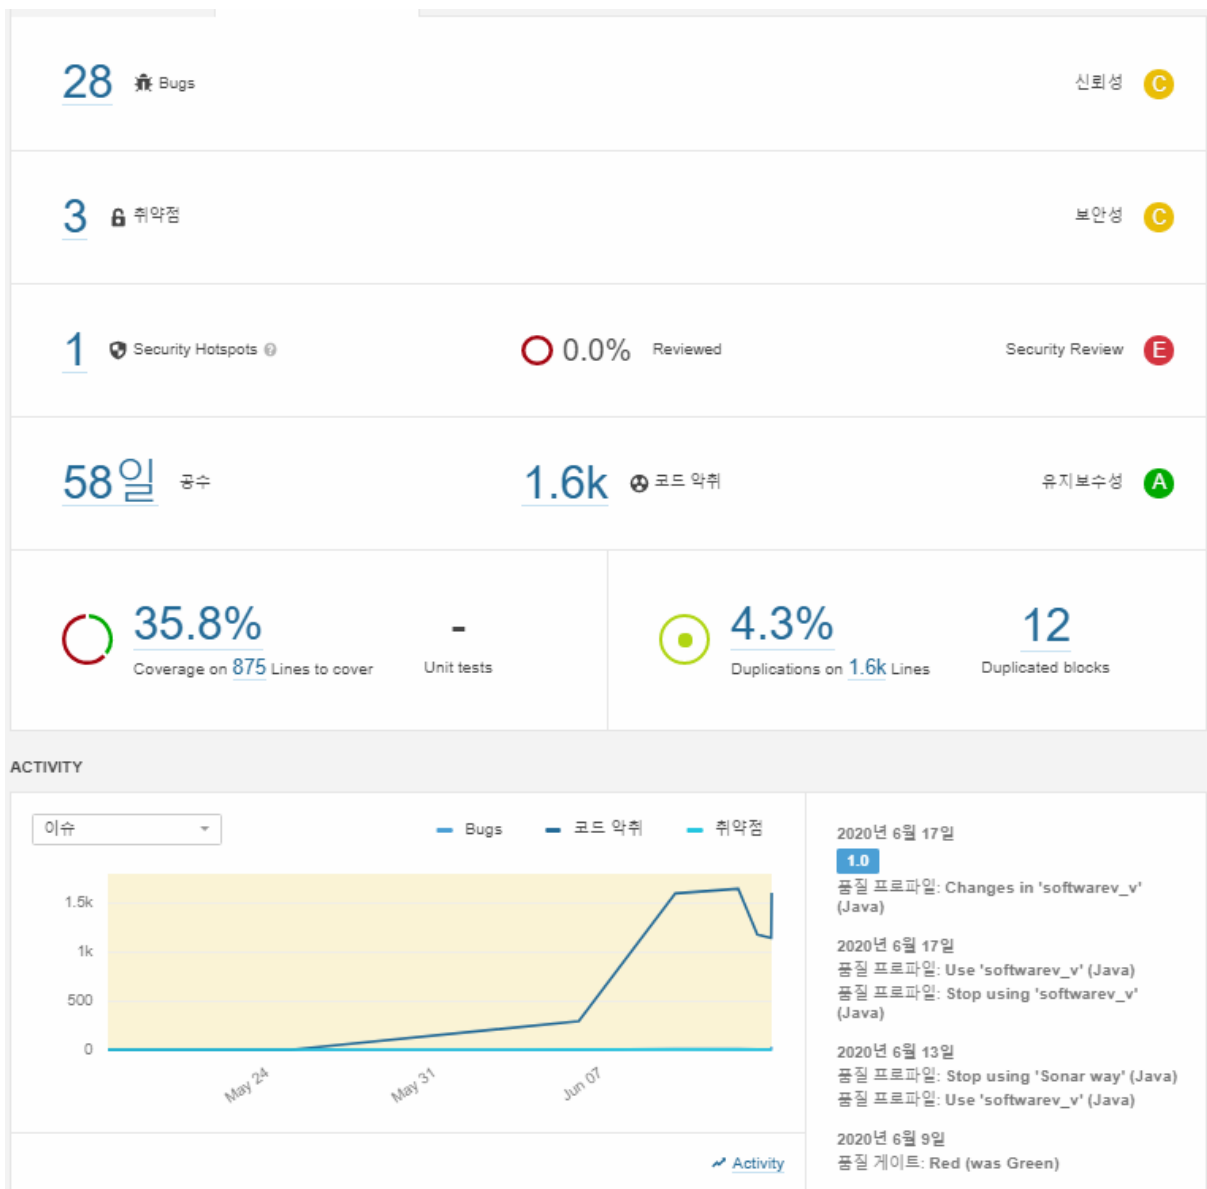 28 Bugs 신뢰성 C
3 취약점 보안성 C
1 Security Hotspots ? 0.0% Reviewed Security Review E
58일 공수 1.6k 코드 악취 유지보수성 A
35.8% - 4.3% 12
Coverage on 875 Lines to cover Unit tests Duplications on 1.6k Lines Duplicated blocks
ACTIVITY
이슈 Bugs 코드 악취 취약점
1.5k
1k
500
0
May 24 May 31 Jun 07
Activity
2020년 6월 17일
1.0
품질 프로파일: Changes in 'softwarev_v'
(Java)
2020년 6월 17일
품질 프로파일: Use 'softwarev_v' (Java)
품질 프로파일: Stop using 'softwarev_v'
(Java)
2020년 6월 13일
품질 프로파일: Stop using 'Sonar way' (Java)
품질 프로파일: Use 'softwarev_v' (Java)
2020년 6월 9일
품질 게이트: Red (was Green)